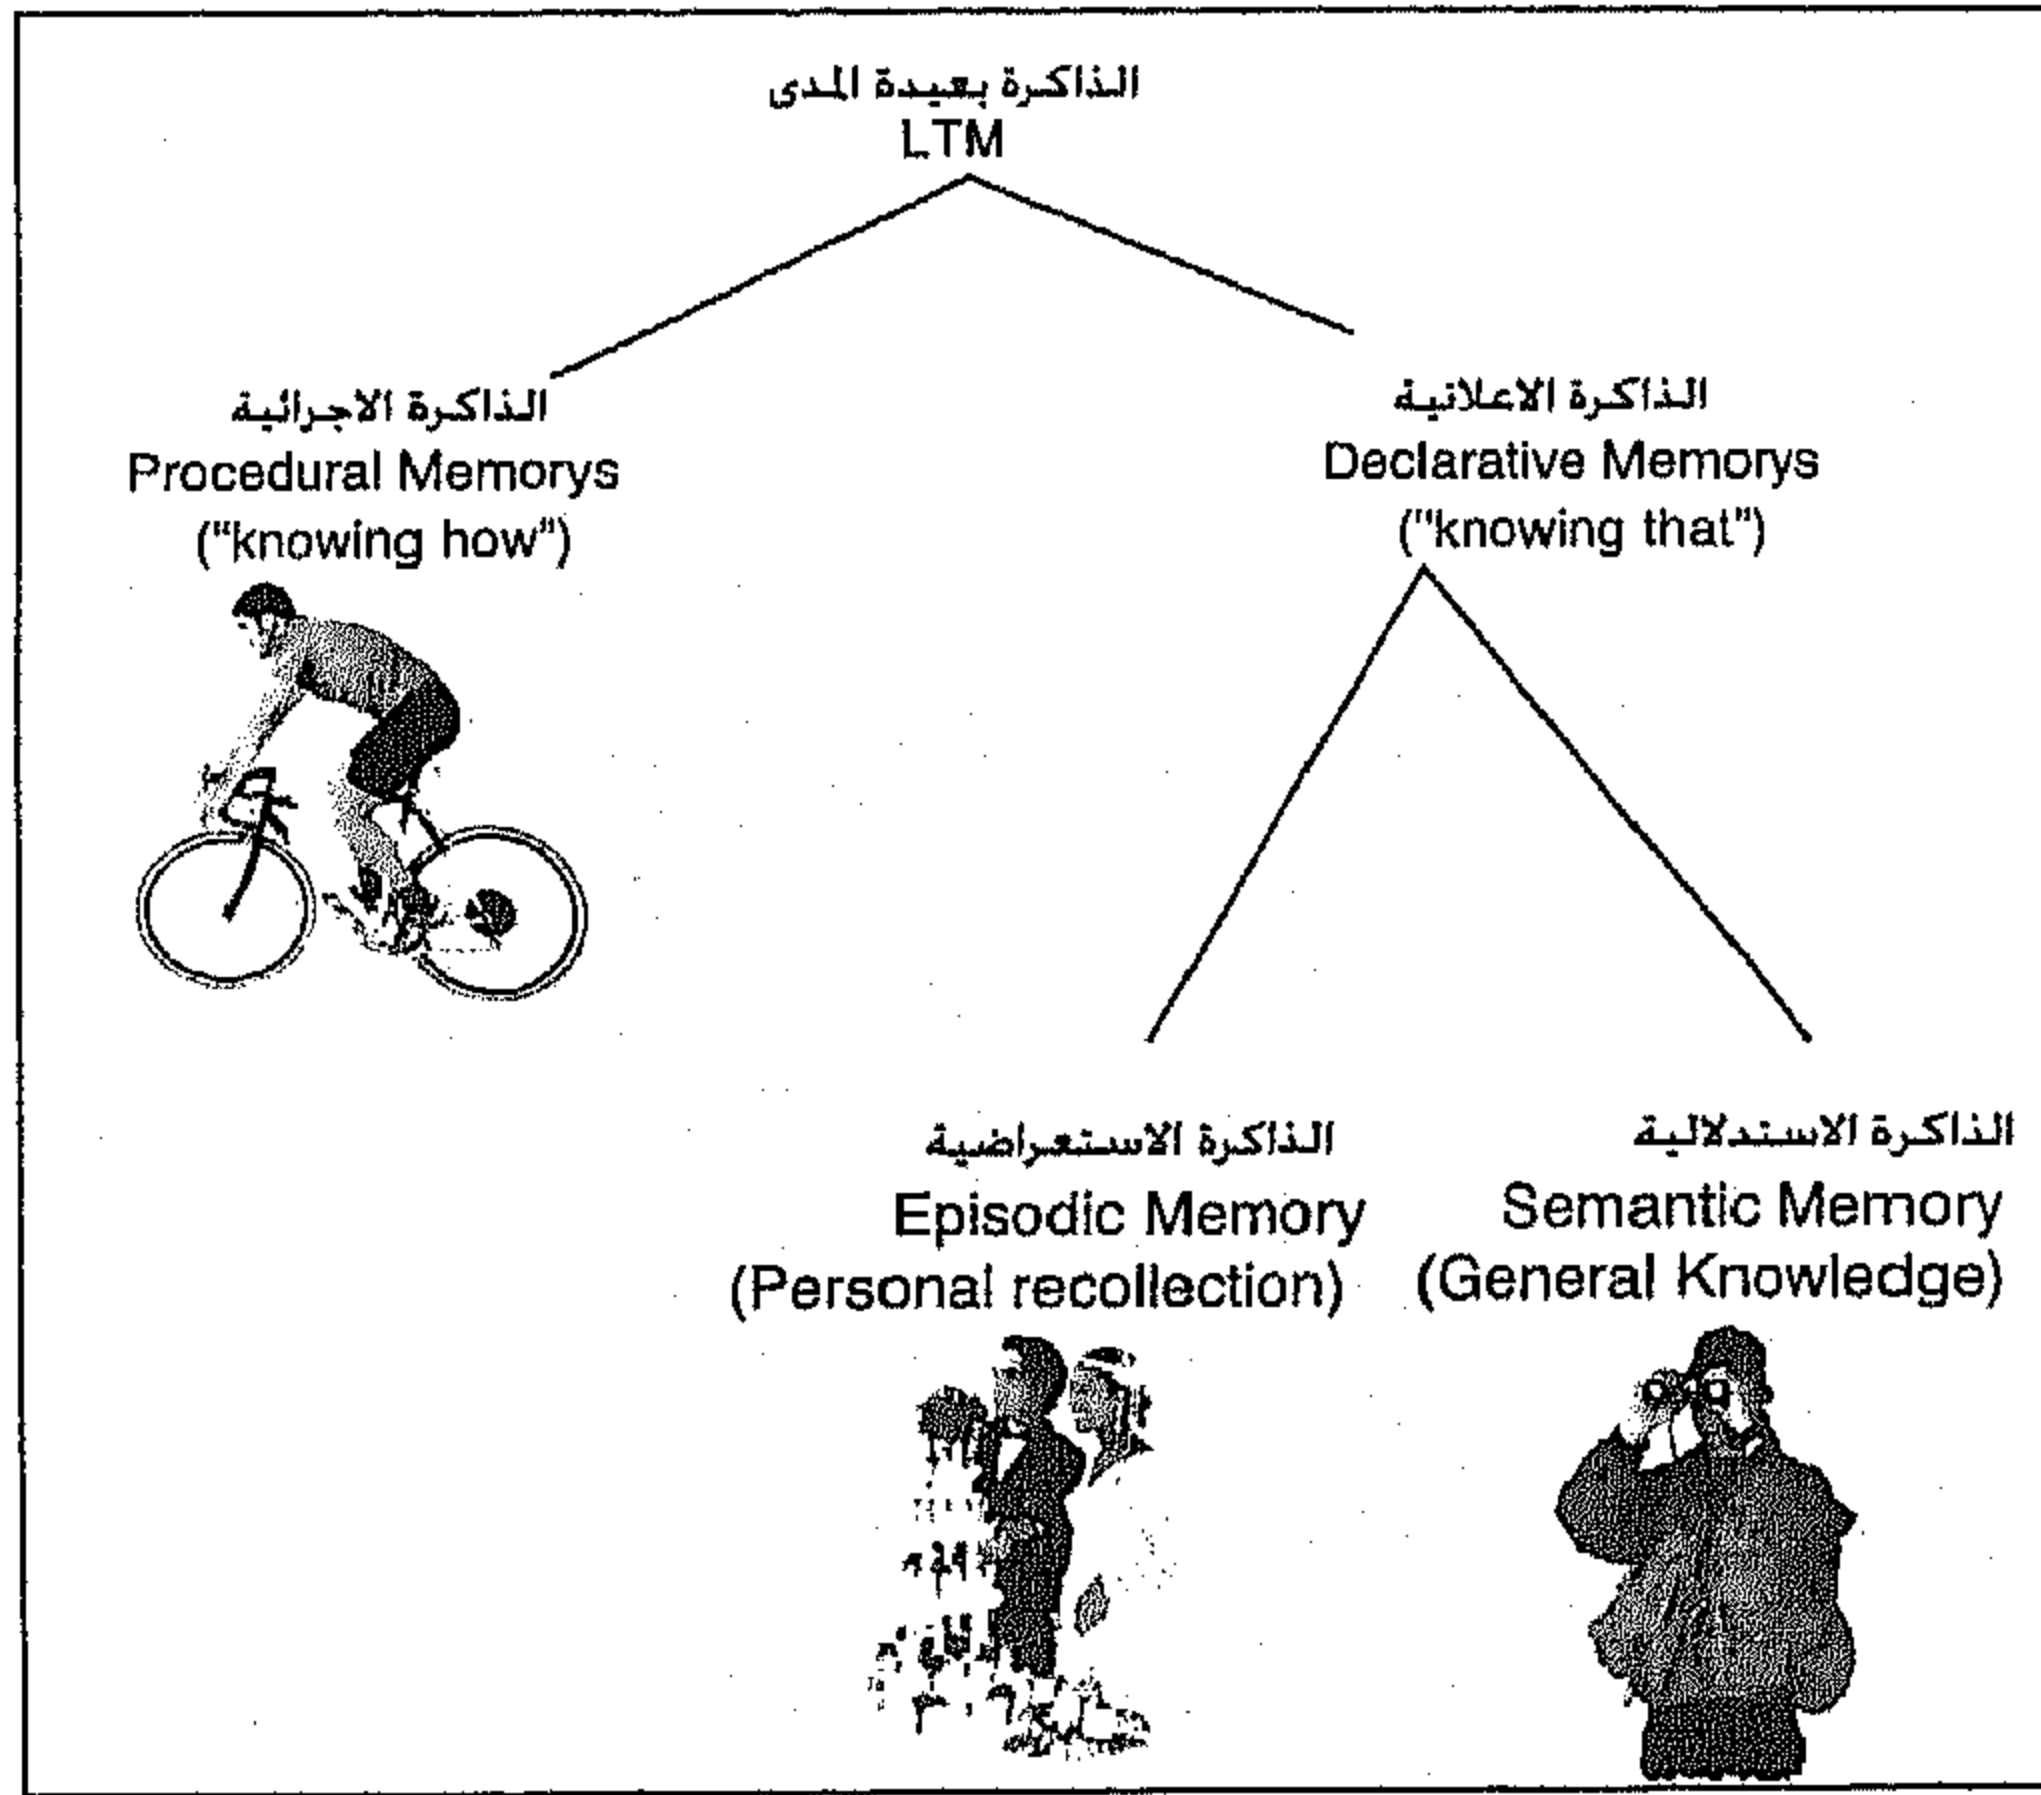 الذاكرة بعيدة المدى
LTM
الذاكرة الاجرائية
Procedural Memorys
("knowing how")
الذاكرة الاعلانية
Declarative Memorys
("knowing that")
الذاكرة الاستعراضية
Episodic Memory
(Personal recollection)
الذاكرة الاستدلالية
Semantic Memory
(General Knowledge)